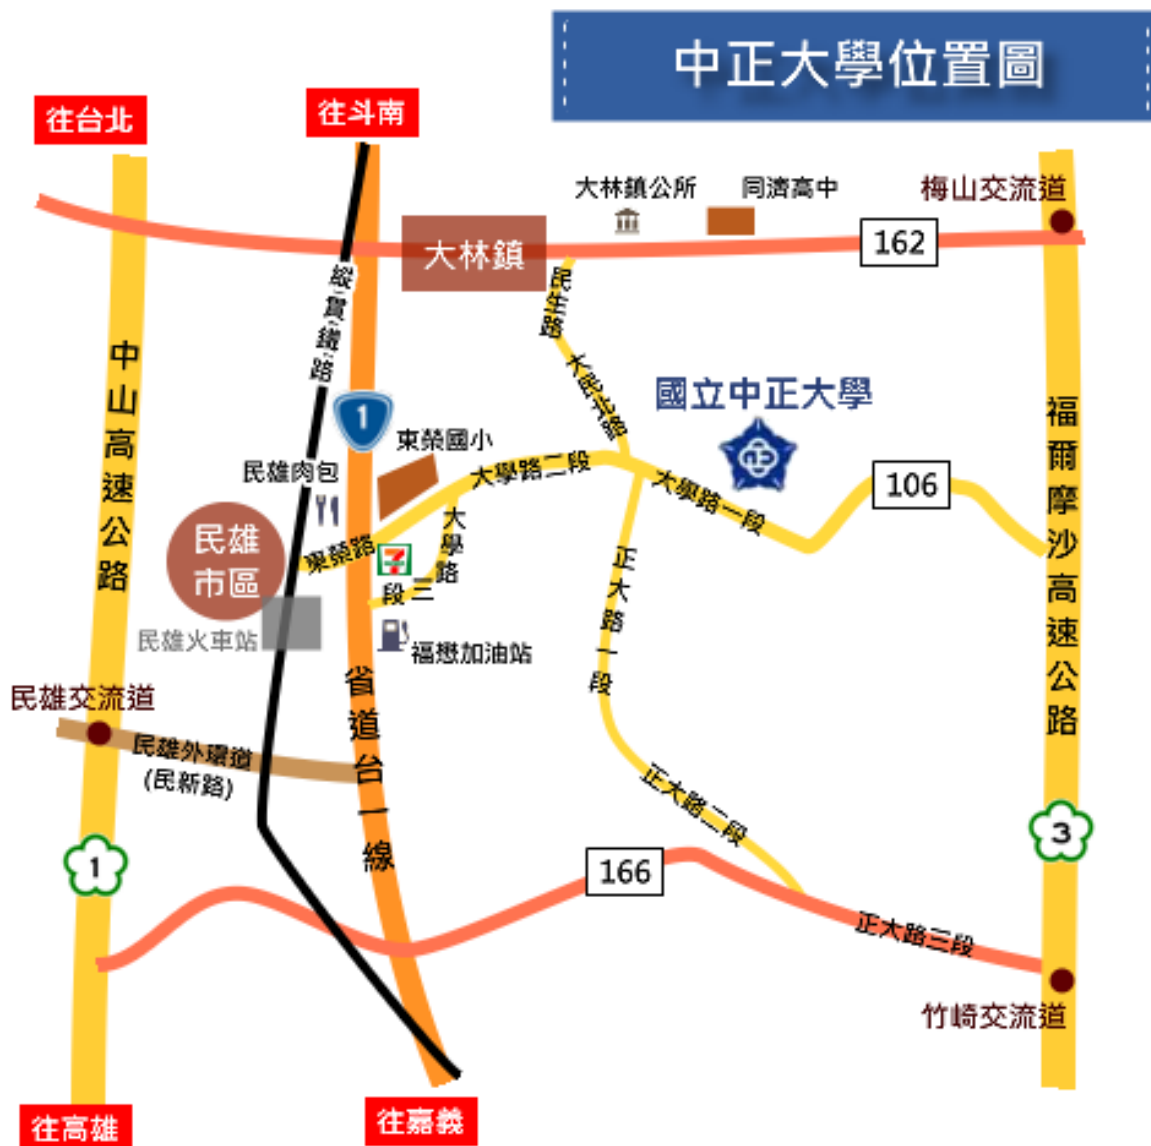 中正大學位置圖
往台北
往斗南
大林鎮公所
同濟高中
梅山交流道
大林鎮
162
民生路
縱貫鐵路
中山高速公路
大民北路
國立中正大學
福爾摩沙高速公路
1
東榮國小
民雄肉包
大學路二段
大學路一段
106
民雄
市區
東榮路
7
大學路三段
正大路一段
民雄火車站
福懋加油站
省道台一線
民雄交流道
民雄外環道
(民新路)
正大路二段
1
166
3
正大路三段
竹崎交流道
往高雄
往嘉義